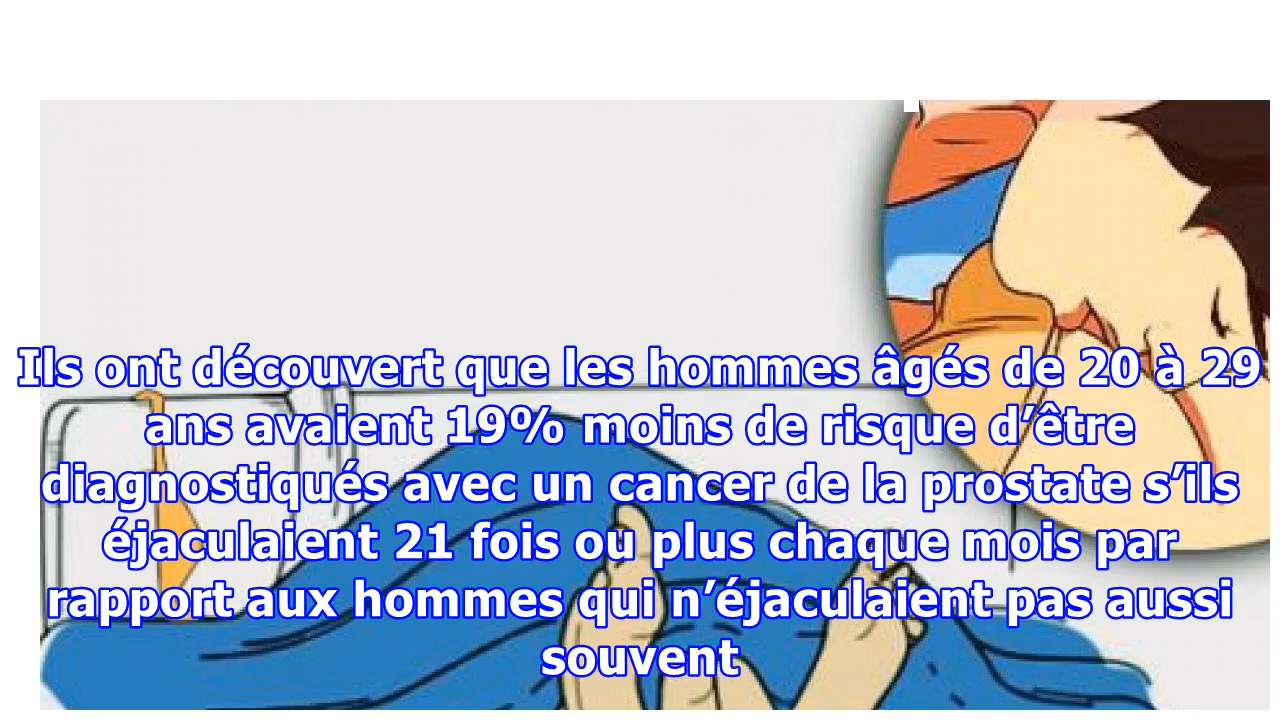 Ils ont découvert que les hommes âgés de 20 à 29
ans avaient 19% moins de risque d’être
diagnostiqués avec un cancer de la prostate s’ils
éjaculaient 21 fois ou plus chaque mois par
rapport aux hommes qui n’éjaculaient pas aussi
souvent